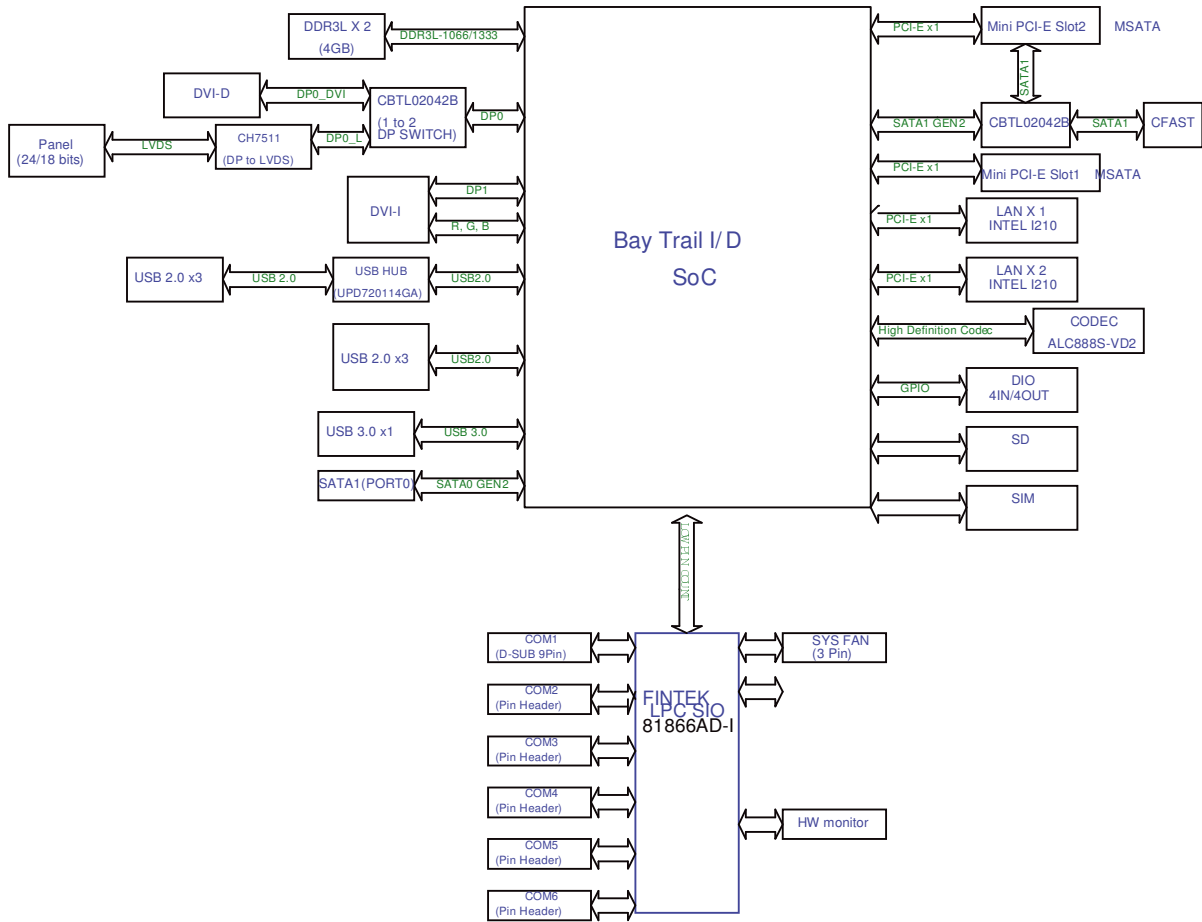 DDR3L X 2
(4GB)
DDR3L-1066/1333
DVI-D
DP0_DVI
CBTL02042B
(1 to 2
DP SWITCH)
DP0
Panel
(24/18 bits)
LVDS
CH7511
(DP to LVDS)
DP0_L
DVI-I
DP1
R, G, B
USB 2.0 x3
USB 2.0
USB HUB
(UPD720114GA)
USB2.0
USB 2.0 x3
USB2.0
USB 3.0 x1
USB 3.0
SATA1(PORT0)
SATA0 GEN2
Bay Trail I/D
SoC
PCI-E x1
Mini PCI-E Slot2
MSATA
SATA1
SATA1 GEN2
CBTL02042B
SATA1
CFAST
PCI-E x1
Mini PCI-E Slot1
MSATA
PCI-E x1
LAN X 1
INTEL I210
PCI-E x1
LAN X 2
INTEL I210
High Definition Codec
CODEC
ALC888S-VD2
GPIO
DIO
4IN/4OUT
SD
SIM
LOW PIN COUNT
COM1
(D-SUB 9Pin)
COM2
(Pin Header)
COM3
(Pin Header)
COM4
(Pin Header)
COM5
(Pin Header)
COM6
(Pin Header)
FINTEK
LPC SIO
81866AD-I
SYS FAN
(3 Pin)
HW monitor